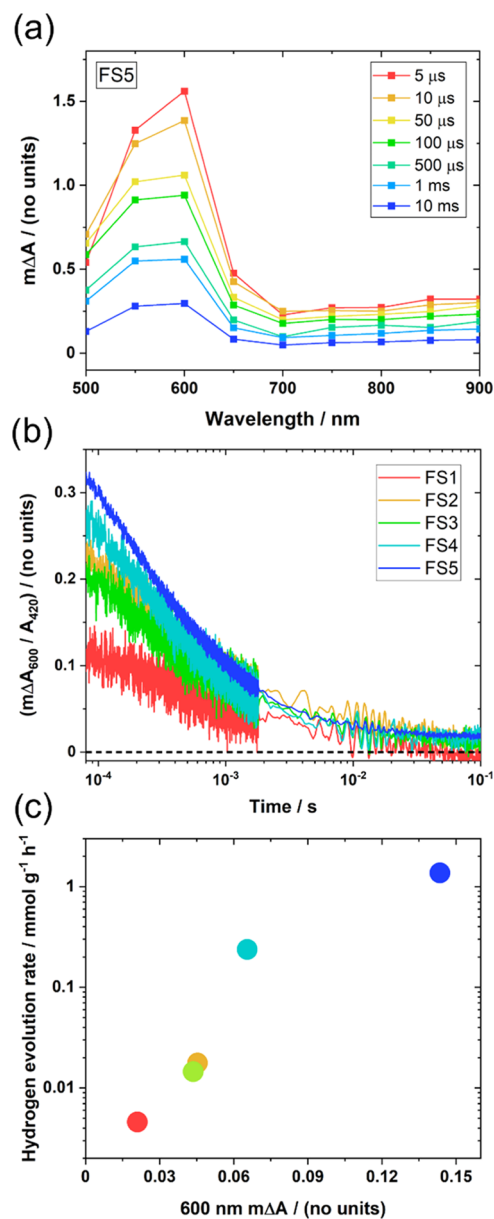 (a)
FS5
5 μs
10 μs
50 μs
100 μs
500 μs
1 ms
10 ms
1.5
1.0
0.5
0
mΔA / (no units)
500 600 700 800 900
Wavelength / nm
(b)
FS1
FS2
FS3
FS4
FS5
0.3
0.2
0.1
0
(mΔA600 / A420) / (no units)
10-4 10-3 10-2 10-1
Time / s
(c)
1
0.1
0.01
Hydrogen evolution rate / mmol g-1 h-1
0 0.03 0.06 0.09 0.12 0.15
600 nm mΔA / (no units)